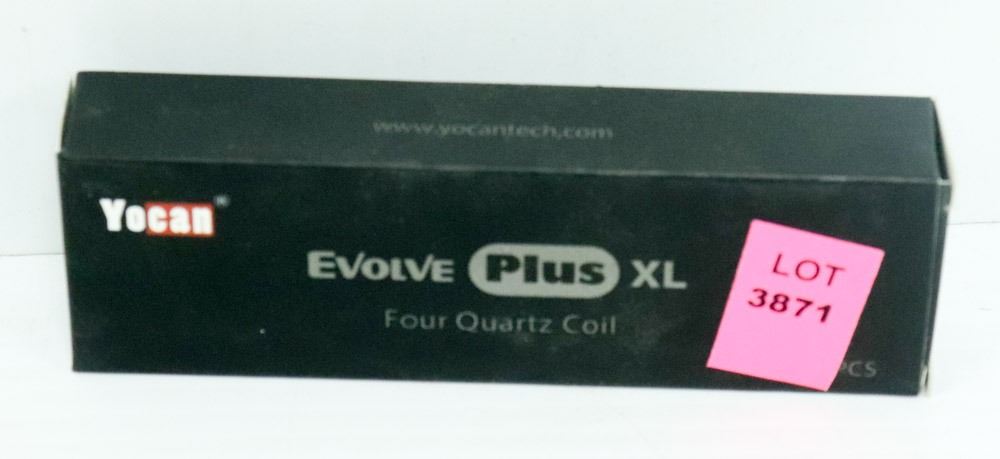 www.yocantech.com
Yocan®
EVOLVE Plus XL
Four Quartz Coil
LOT
3871
PCS